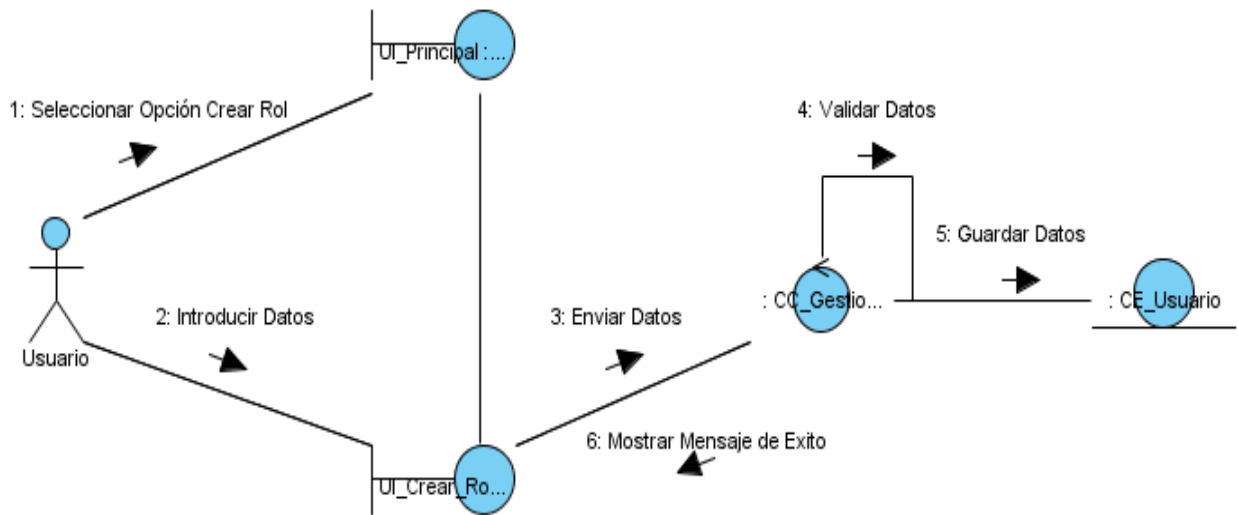 UI_Principal :...
1: Seleccionar Opción Crear Rol
4: Validar Datos
5: Guardar Datos
: CC_Gestio...
: CE_Usuario
2: Introducir Datos
3: Enviar Datos
Usuario
6: Mostrar Mensaje de Exito
UI_Crear_Ro...